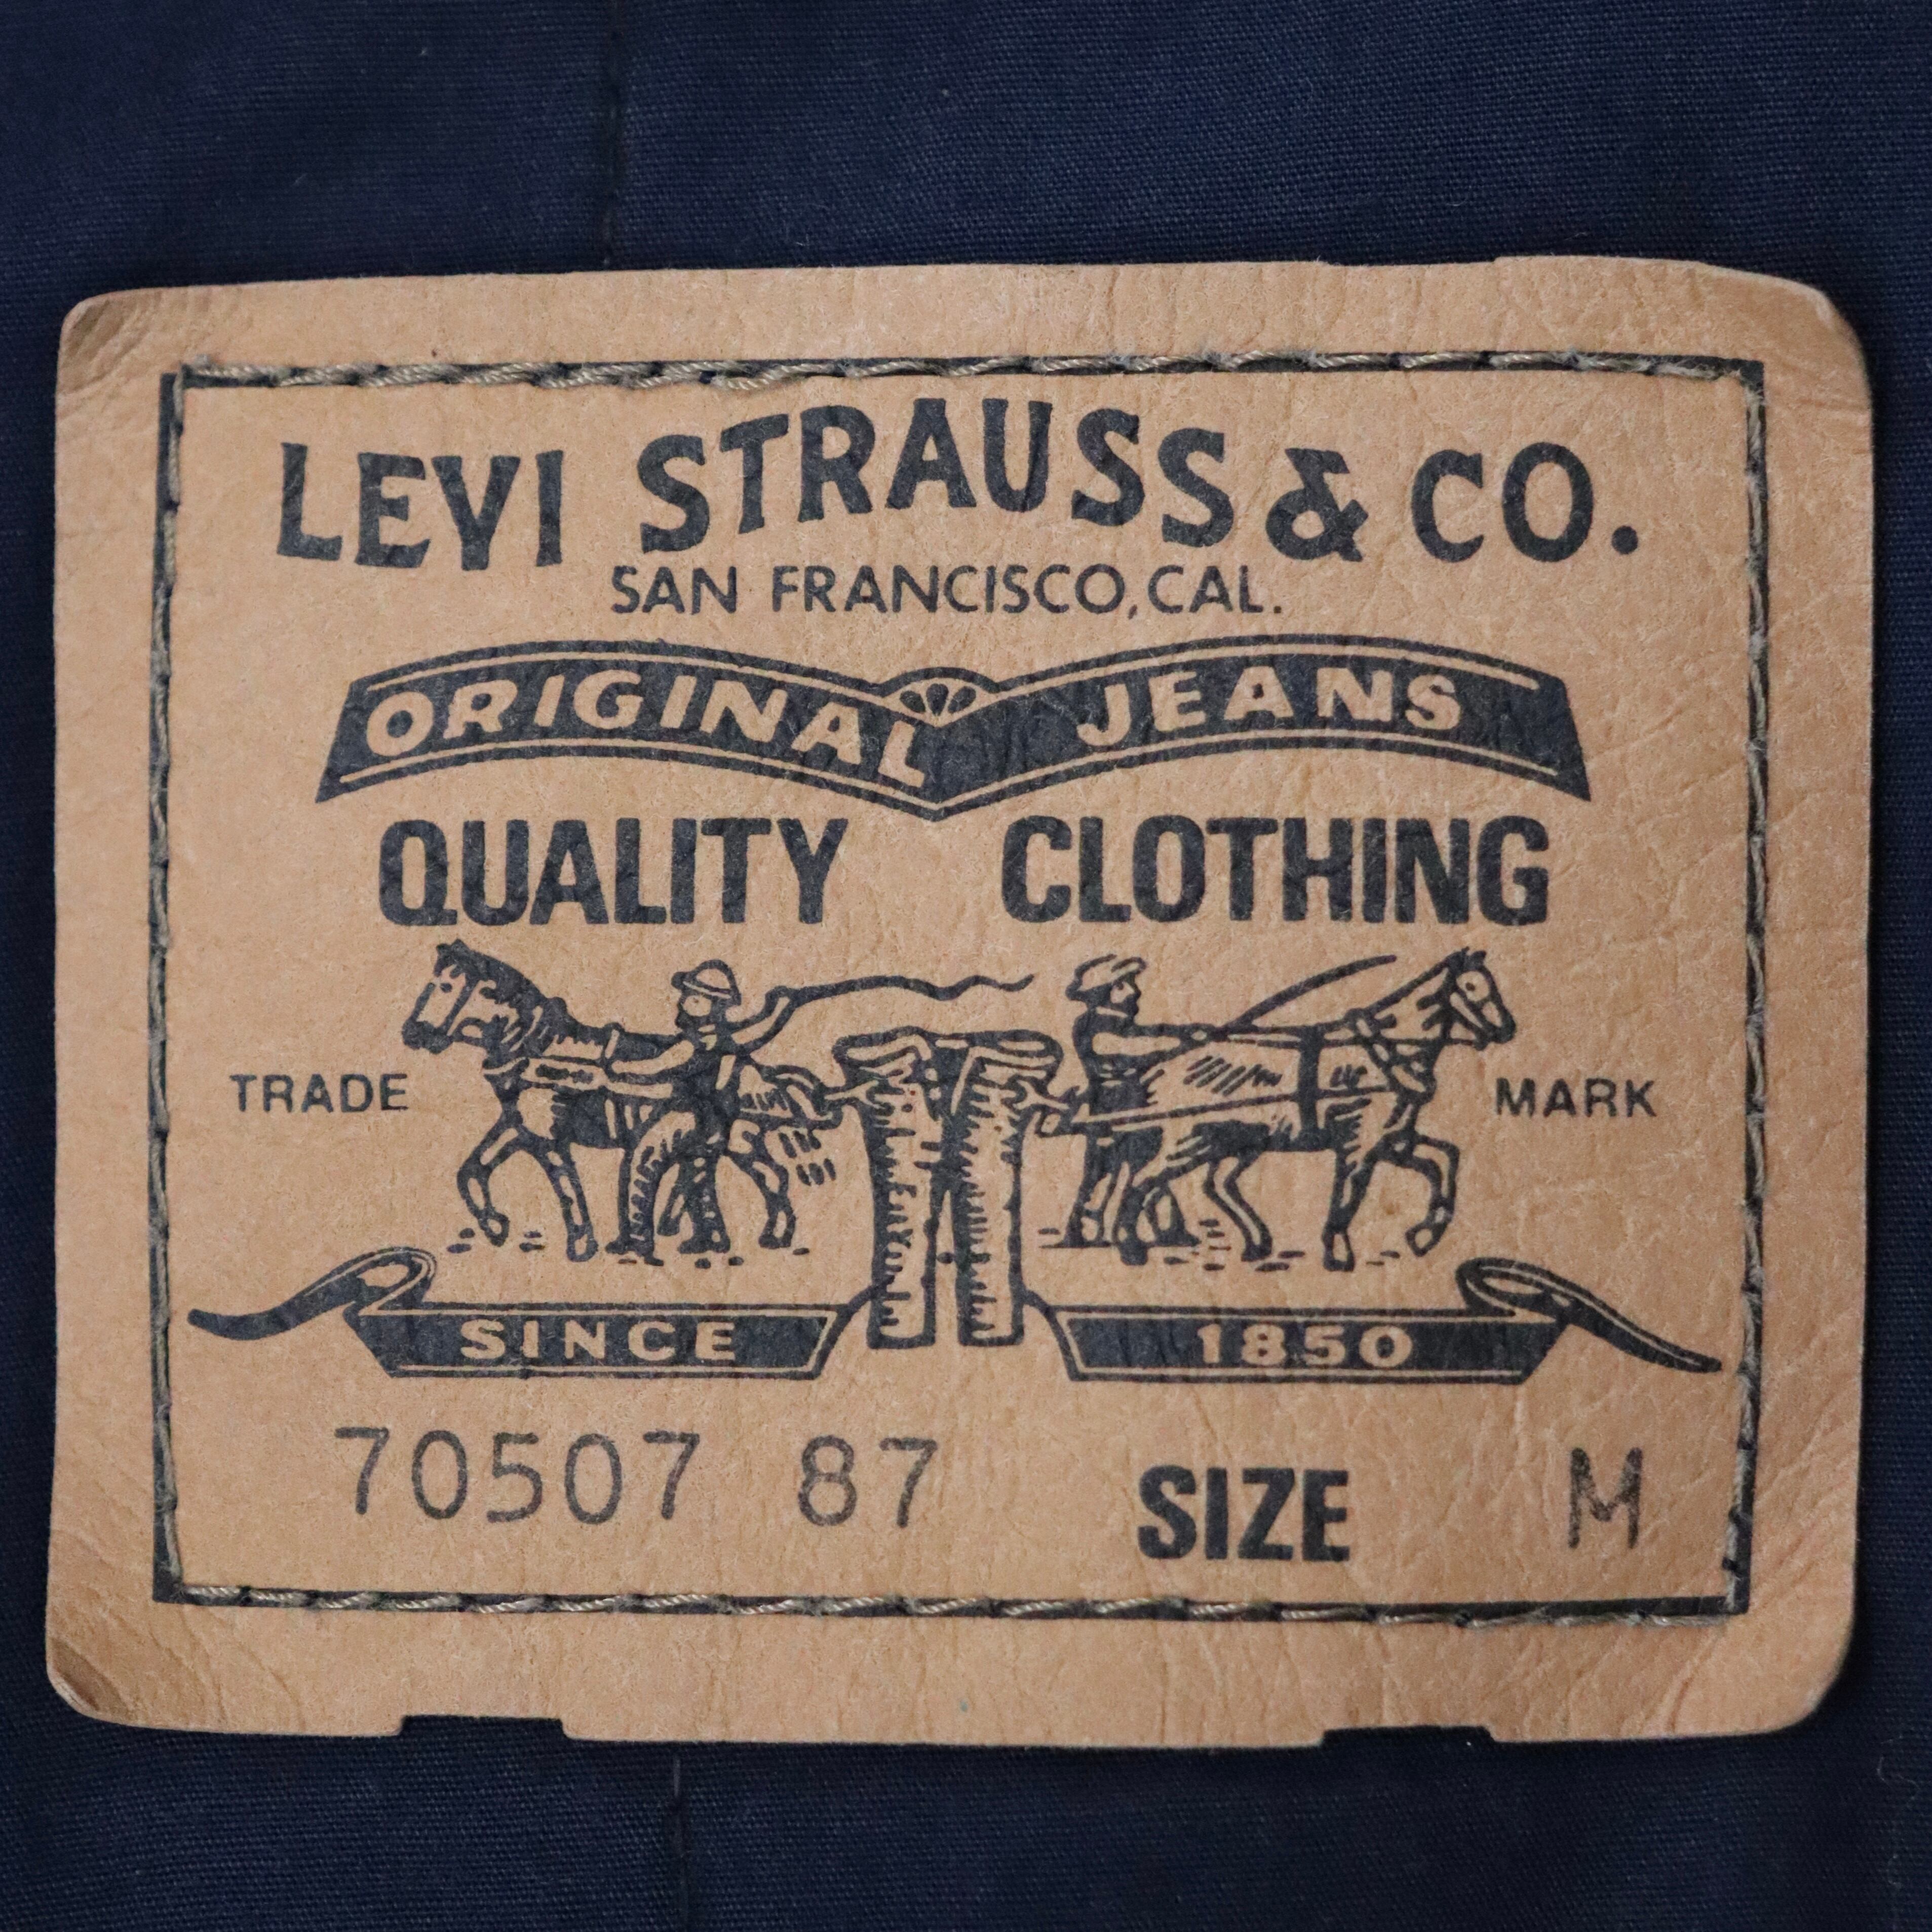 LEVI STRAUSS & CO.
SAN FRANCISCO, CAL.
ORIGINAL JEANS
QUALITY CLOTHING
TRADE MARK
SINCE 1850
70507 87 SIZE M